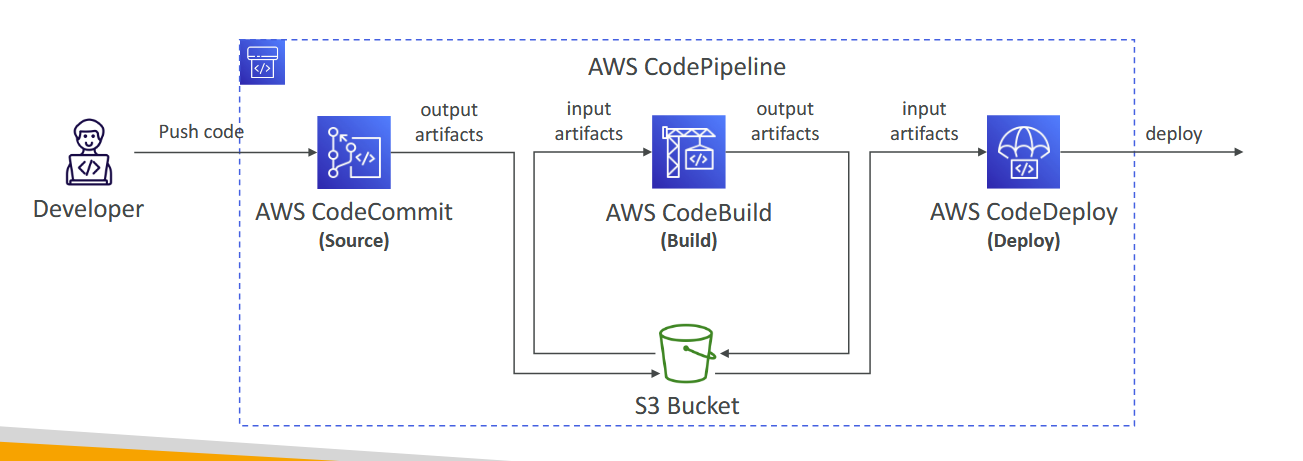 AWS CodePipeline
Push code
output
artifacts
input
artifacts
output
artifacts
input
artifacts
deploy
Developer
AWS CodeCommit
(Source)
AWS CodeBuild
(Build)
AWS CodeDeploy
(Deploy)
S3 Bucket